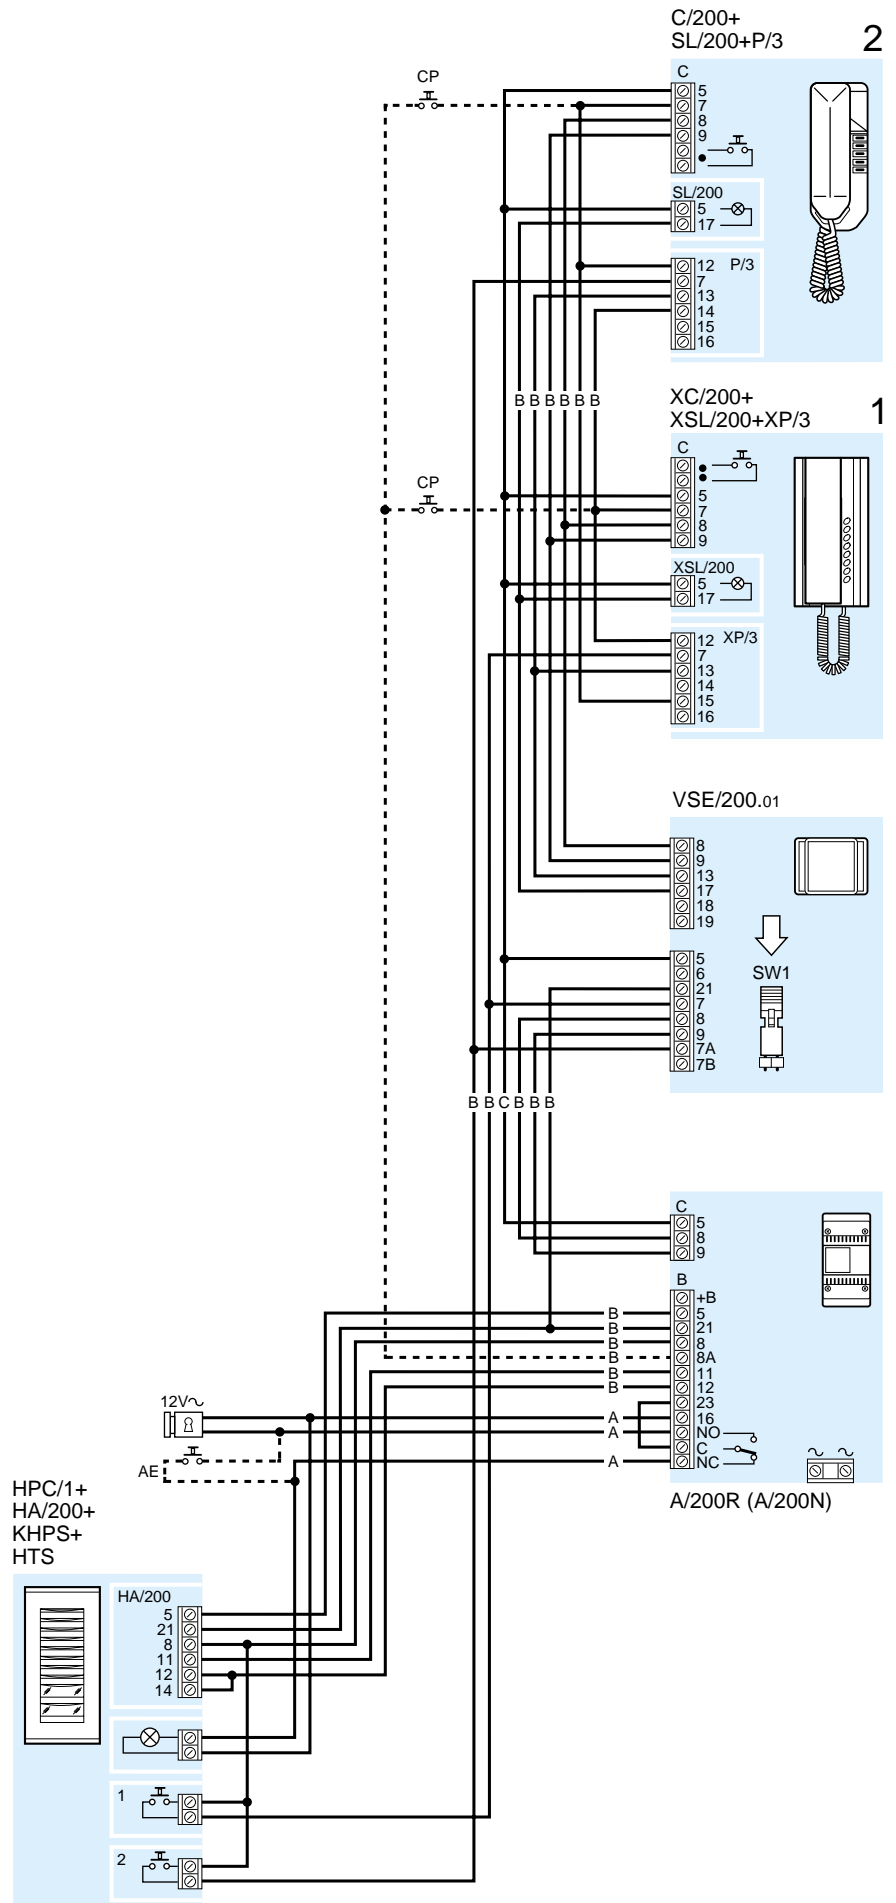 C/200+
SL/200+P/3
2
CP
C
5
7
8
9
SL/200
5
17
12 P/3
7
13
14
15
16
B B B B B B
XC/200+
XSL/200+XP/3
1
C
CP
5
7
8
9
XSL/200
5
17
12 XP/3
7
13
14
15
16
VSE/200.01
8
9
13
17
18
19
5
6
21
7
8
9
7A
7B
SW1
B B C B B B
C
5
8
9
B
+B
B 5
B 21
B 8
B 8A
B 11
B 12
23
12V~
A 16
A NO
C
A NC
AE
~ ~
A/200R (A/200N)
HPC/1+
HA/200+
KHPS+
HTS
HA/200
5
21
8
11
12
14
1
2